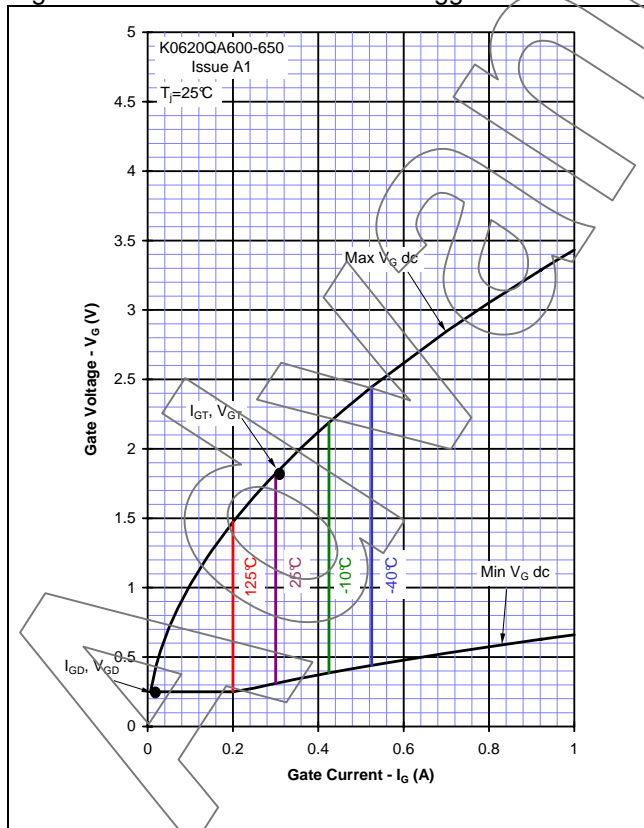 K0620QA600-650
Issue A1
Tj=25°C
5
4.5
4
3.5
3
2.5
2
1.5
1
0.5
0
Gate Voltage - VG (V)
Max VG dc
IGT, VGT
125°C
25°C
-10°C
-40°C
Min VG dc
IGD, VGD
0
0.2
0.4
0.6
0.8
1
Gate Current - IG (A)